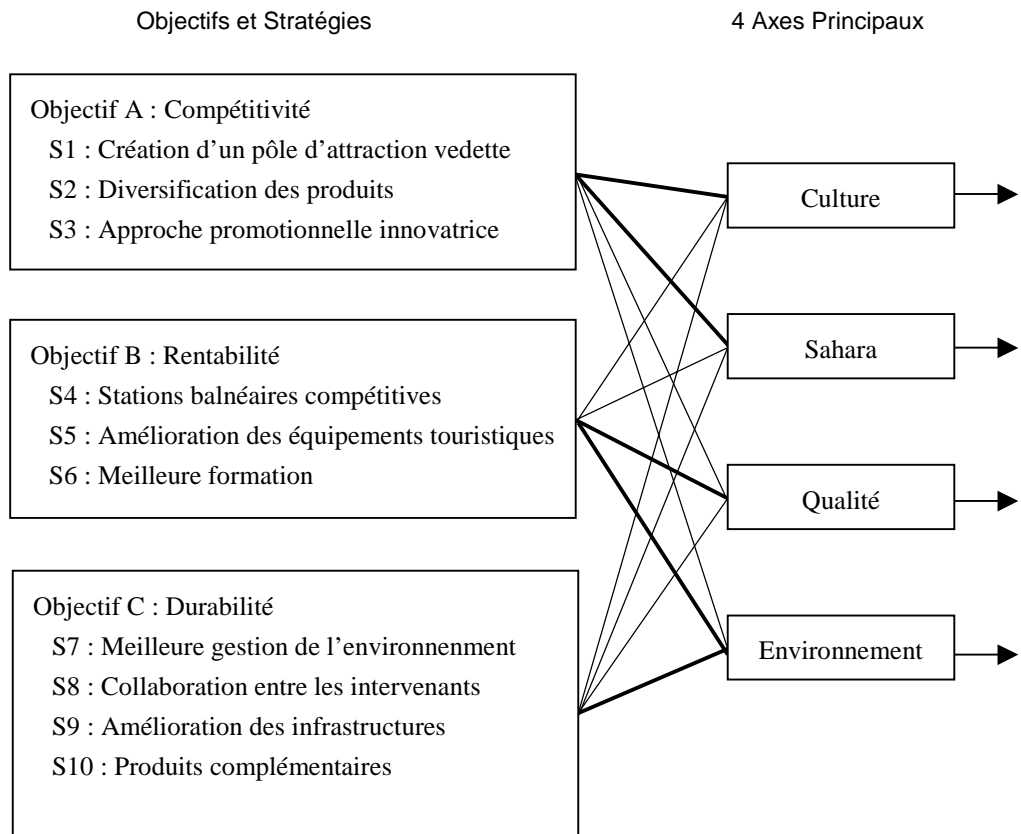 Objectifs et Stratégies
4 Axes Principaux
Objectif A : Compétitivité
S1 : Création d’un pôle d’attraction vedette
S2 : Diversification des produits
S3 : Approche promotionnelle innovatrice
Objectif B : Rentabilité
S4 : Stations balnéaires compétitives
S5 : Amélioration des équipements touristiques
S6 : Meilleure formation
Objectif C : Durabilité
S7 : Meilleure gestion de l’environnenment
S8 : Collaboration entre les intervenants
S9 : Amélioration des infrastructures
S10 : Produits complémentaires
Culture
Sahara
Qualité
Environnement